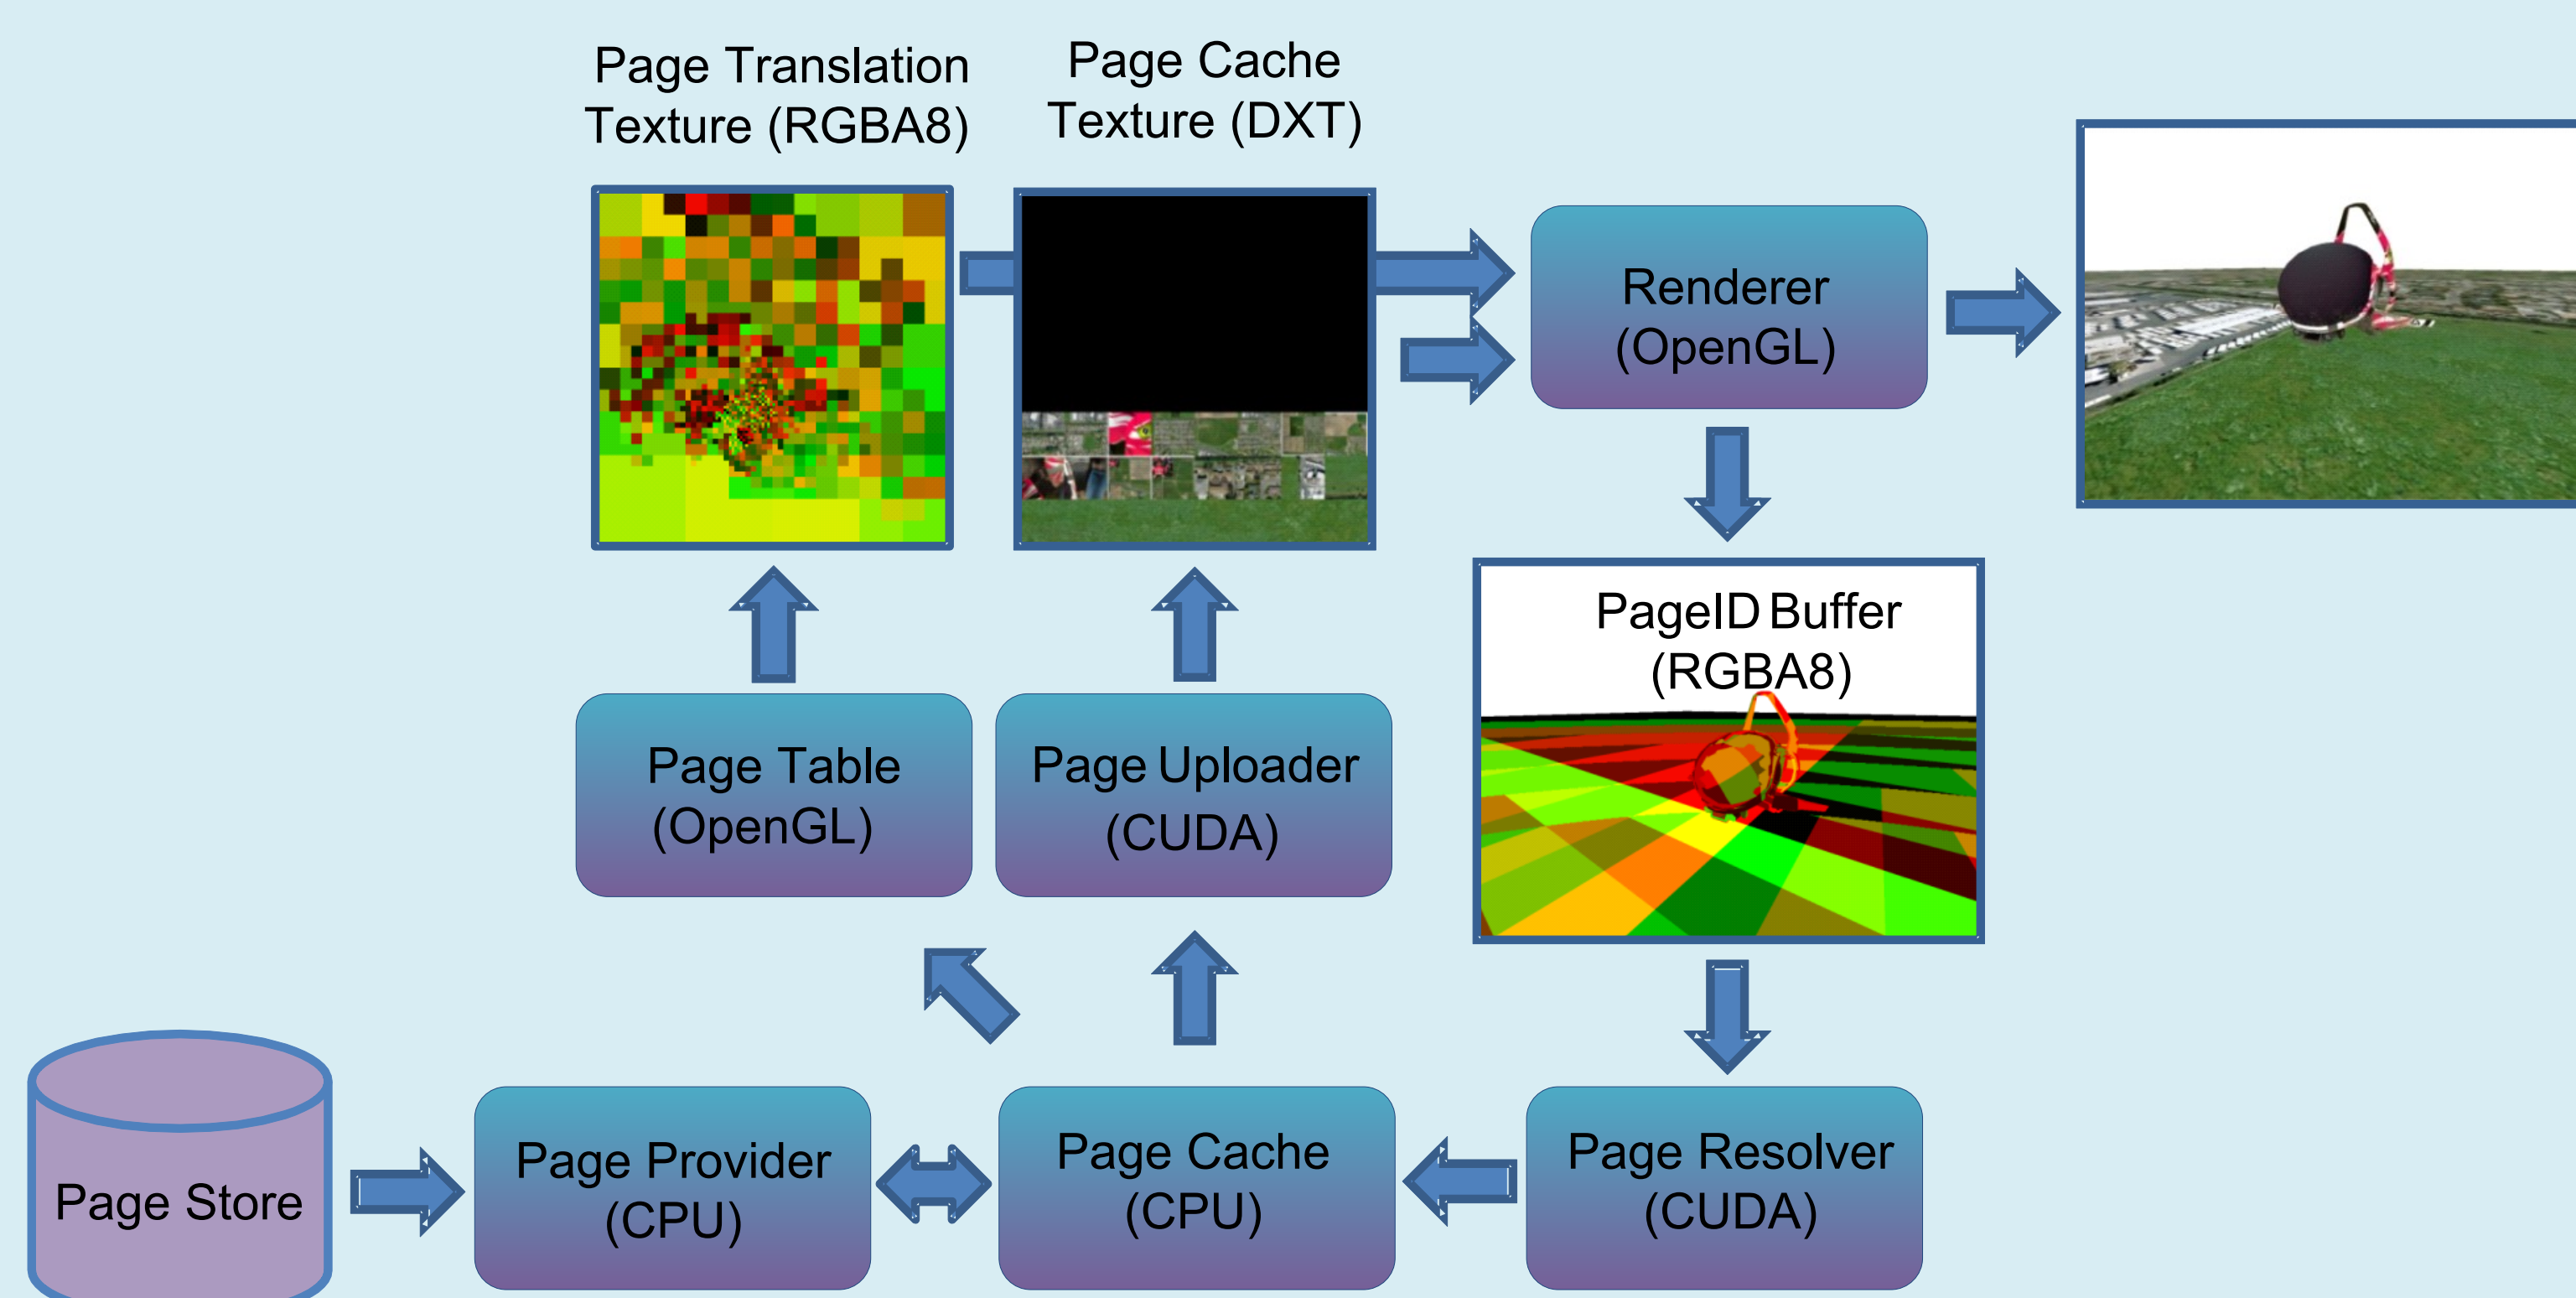 Page Translation
Texture (RGBA8)
Page Cache
Texture (DXT)
Renderer
(OpenGL)
PageID Buffer
(RGBA8)
Page Table
(OpenGL)
Page Uploader
(CUDA)
Page Store
Page Provider
(CPU)
Page Cache
(CPU)
Page Resolver
(CUDA)